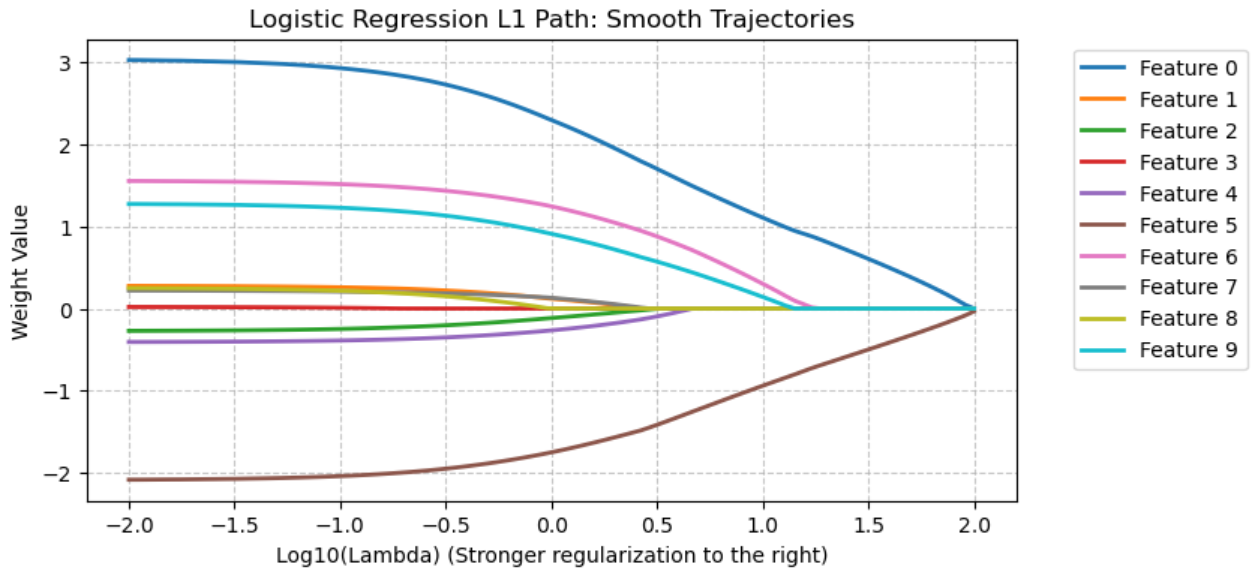 Logistic Regression L1 Path: Smooth Trajectories
3
2
1
0
−1
−2
Weight Value
−2.0 −1.5 −1.0 −0.5 0.0 0.5 1.0 1.5 2.0
Log10(Lambda) (Stronger regularization to the right)
Feature 0
Feature 1
Feature 2
Feature 3
Feature 4
Feature 5
Feature 6
Feature 7
Feature 8
Feature 9